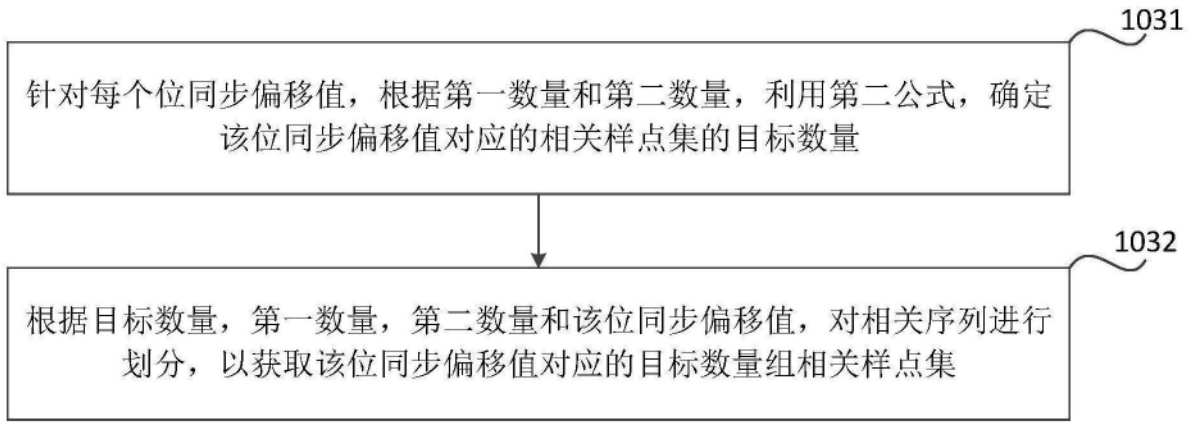 1031
针对每个位同步偏移值，根据第一数量和第二数量，利用第二公式，确定
该位同步偏移值对应的相关样点集的目标数量
1032
根据目标数量，第一数量，第二数量和该位同步偏移值，对相关序列进行
划分，以获取该位同步偏移值对应的目标数量组相关样点集